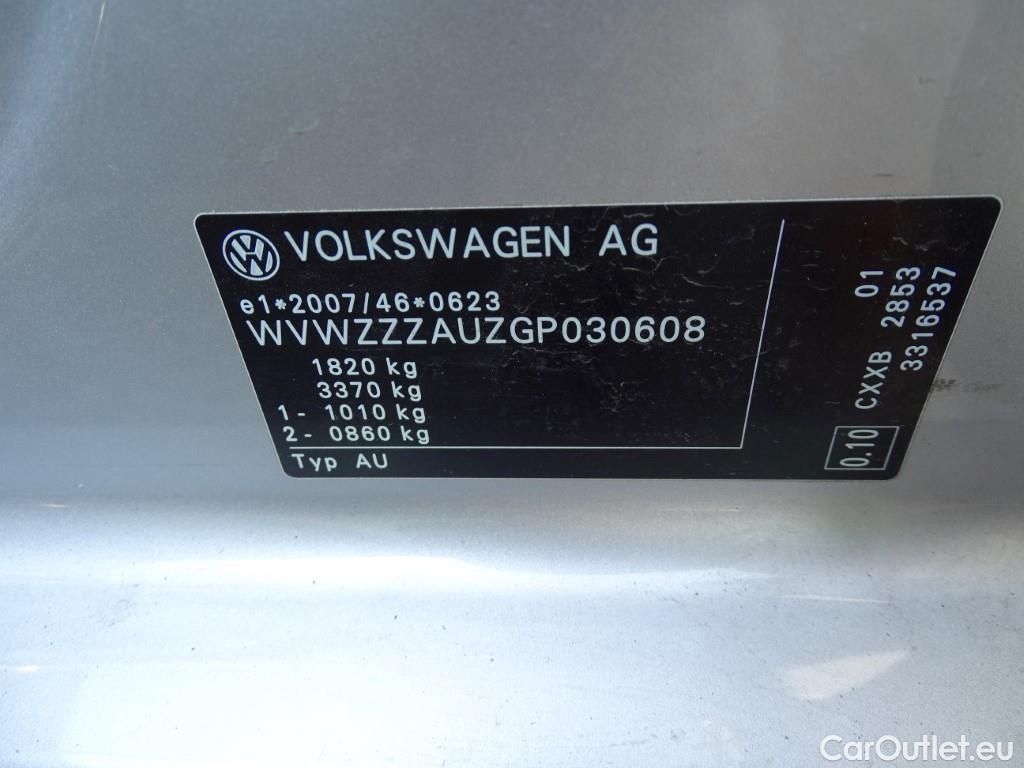 VOLKSWAGEN AG
e1*2007/46*0623
WVWZZZAUZGP030608
1820 kg
3370 kg
1- 1010 kg
2- 0860 kg
Typ AU
01
CXXB 2853
3316537
0.10
CarOutlet.eu